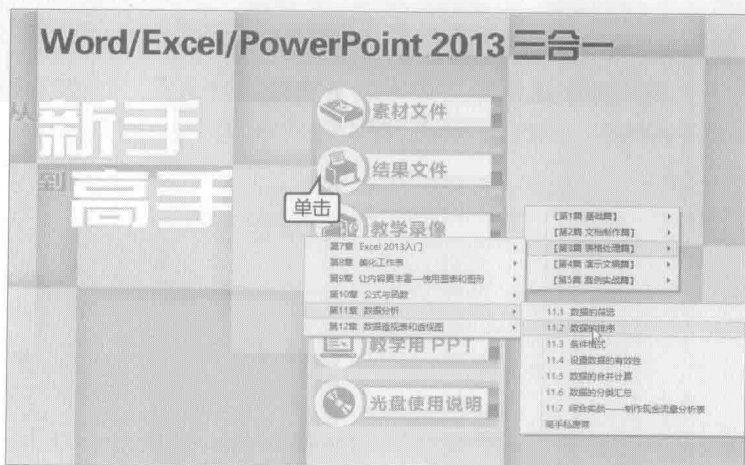 Word/Excel/PowerPoint 2013 三合一
从
新手
到
高手
素材文件
结果文件
单击
教学录像
【第1篇 基础篇】
【第2篇 文档制作篇】
【第3篇 表格处理篇】
【第4篇 演示文稿篇】
【第5篇 案例实战篇】
第7章 Excel 2013入门
第8章 美化工作表
第9章 让内容更丰富—使用图表和图形
第10章 公式与函数
第11章 数据分析
第12章 数据透视表和透视图
11.1 数据的筛选
11.2 数据的排序
11.3 条件格式
11.4 设置数据的有效性
11.5 数据的合并计算
11.6 数据的分类汇总
11.7 综合实战——制作现金流量分析表
高手私房菜
教学用 PPT
光盘使用说明